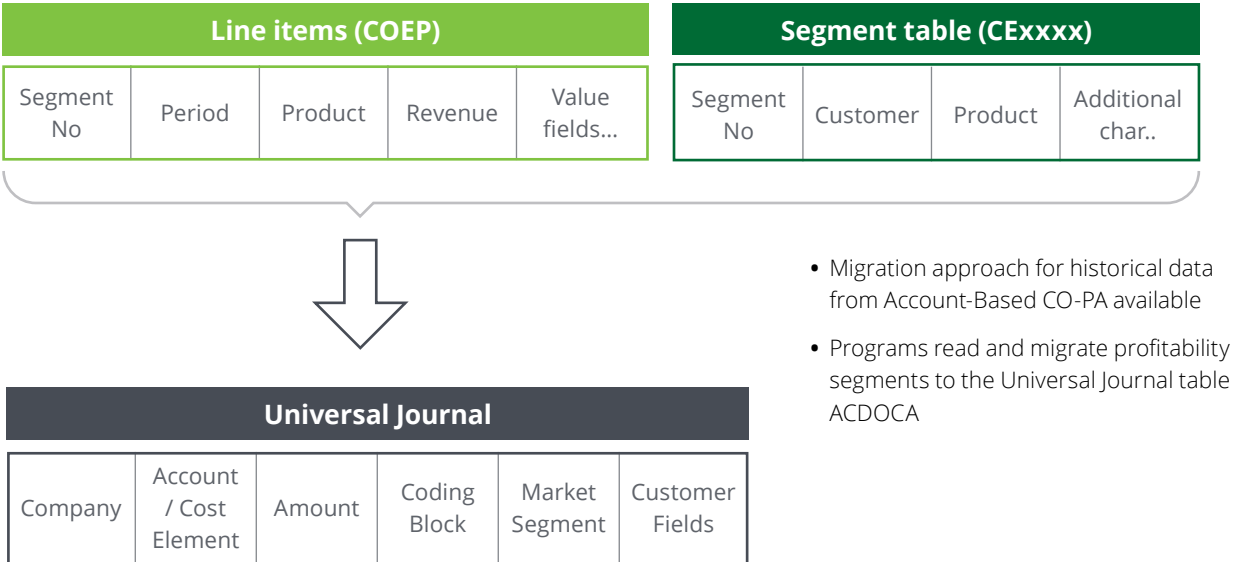 Line items (COEP)
Segment
No
Period
Product
Revenue
Value
fields...
Segment table (CExxxx)
Segment
No
Customer
Product
Additional
char..
• Migration approach for historical data
from Account-Based CO-PA available
• Programs read and migrate profitability
segments to the Universal Journal table
ACDOCA
Universal Journal
Company
Account
/ Cost
Element
Amount
Coding
Block
Market
Segment
Customer
Fields